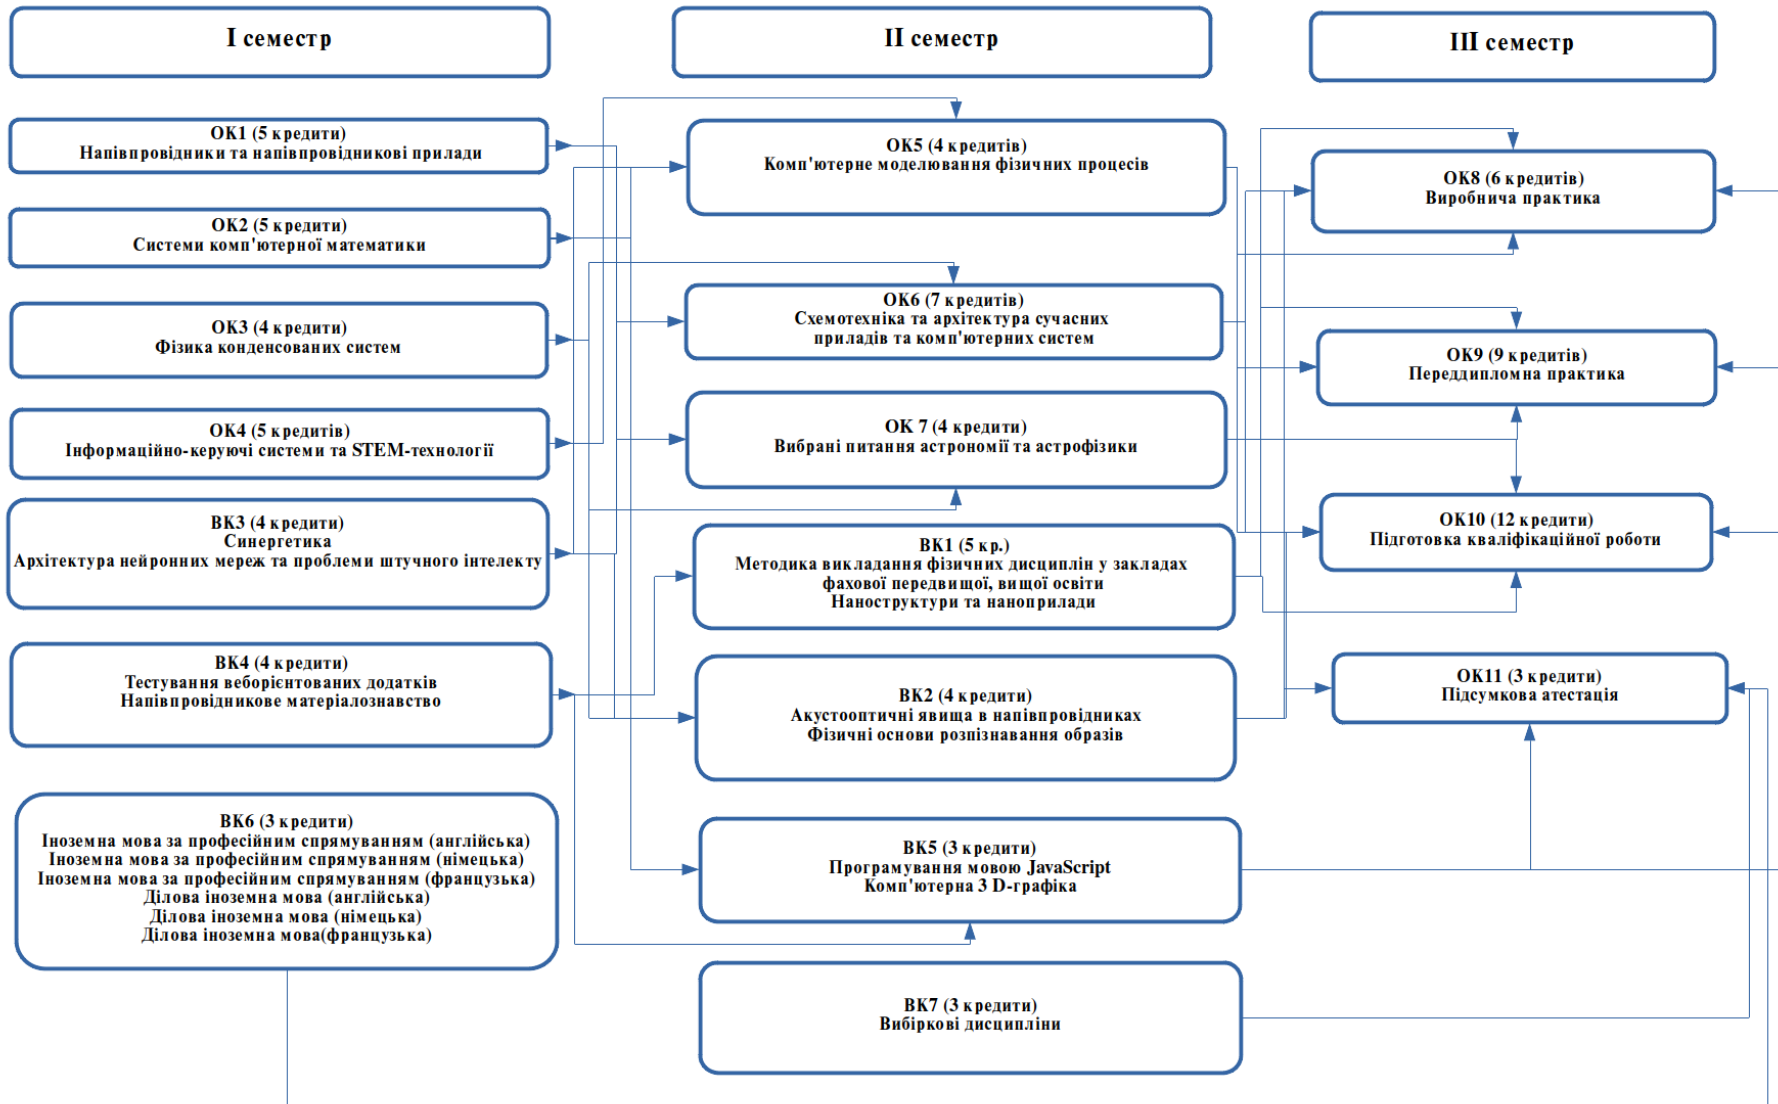 I семестр
ОК1 (5 кредити)
Напівпровідники та напівпровідникові прилади
ОК2 (5 кредити)
Системи комп'ютерної математики
ОК3 (4 кредити)
Фізика конденсованих систем
ОК4 (5 кредитів)
Інформаційно-керуючі системи та STEM-технології
ВК3 (4 кредити)
Синергетика
Архітектура нейронних мереж та проблеми штучного інтелекту
ВК4 (4 кредити)
Тестування веборієнтованих додатків
Напівпровідникове матеріалознавство
ВК6 (3 кредити)
Іноземна мова за професійним спрямуванням (англійська)
Іноземна мова за професійним спрямуванням (німецька)
Іноземна мова за професійним спрямуванням (французька)
Ділова іноземна мова (англійська)
Ділова іноземна мова (німецька)
Ділова іноземна мова(французька)
II семестр
ОК5 (4 кредитів)
Комп'ютерне моделювання фізичних процесів
ОК6 (7 кредитів)
Схемотехніка та архітектура сучасних
приладів та комп'ютерних систем
ОК 7 (4 кредити)
Вибрані питання астрономії та астрофізики
ВК1 (5 кр.)
Методика викладання фізичних дисциплін у закладах
фахової передвищої, вищої освіти
Наноструктури та наноприлади
ВК2 (4 кредити)
Акустооптичні явища в напівпровідниках
Фізичні основи розпізнавання образів
ВК5 (3 кредити)
Програмування мовою JavaScript
Комп'ютерна 3 D-графіка
ВК7 (3 кредити)
Вибіркові дисципліни
III семестр
ОК8 (6 кредитів)
Виробнича практика
ОК9 (9 кредитів)
Переддипломна практика
ОК10 (12 кредити)
Підготовка кваліфікаційної роботи
ОК11 (3 кредити)
Підсумкова атестація